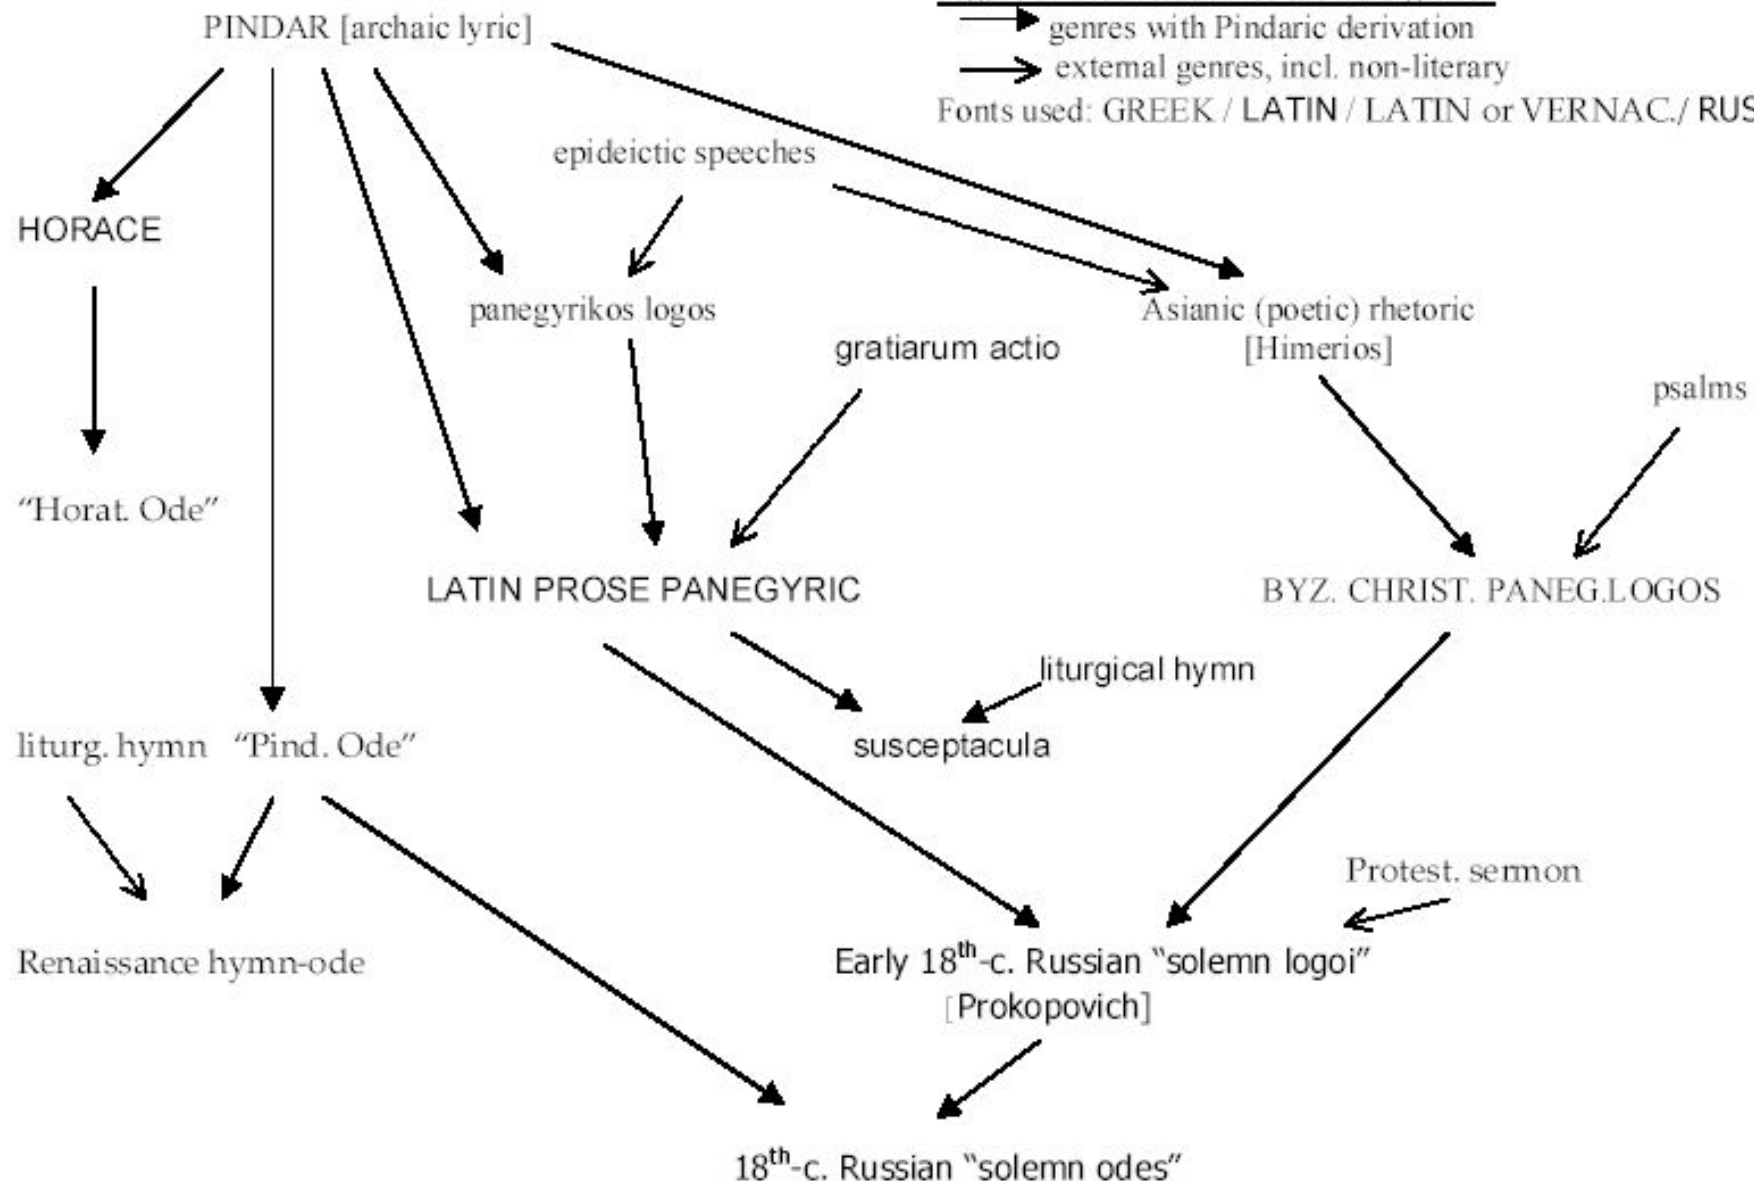 PINDAR [archaic lyric]
genres with Pindaric derivation
external genres, incl. non-literary
Fonts used: GREEK / LATIN / LATIN or VERNAC./
epideictic speeches
HORACE
panegyrikos logos
Asianic (poetic) rhetoric
[Himerios]
gratiarum actio
psalms
“Horat. Ode”
LATIN PROSE PANEGYRIC
BYZ. CHRIST. PANEG.LOGOS
liturgical hymn
susceptacula
liturg. hymn “Pind. Ode”
Protest. sermon
Renaissance hymn-ode
Early 18th-c. Russian “solemn logoi”
[Prokopovich]
18th-c. Russian “solemn odes”